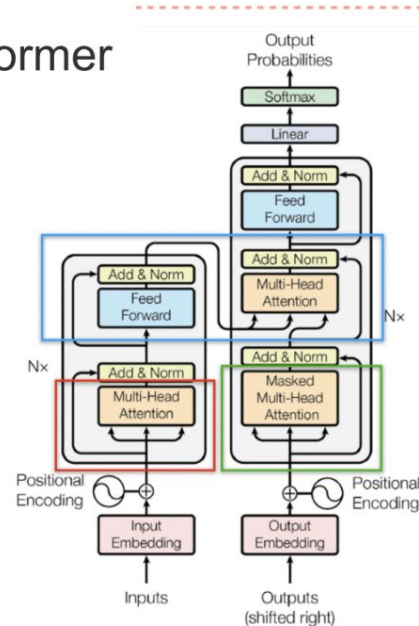 ormer
Output
Probabilities
Softmax
Linear
Add & Norm
Feed
Forward
Add & Norm
Multi-Head
Attention
Nx
Add & Norm
Masked
Multi-Head
Attention
Add & Norm
Feed
Forward
Nx
Add & Norm
Multi-Head
Attention
Positional
Encoding
Positional
Encoding
Input
Embedding
Output
Embedding
Inputs
Outputs
(shifted right)